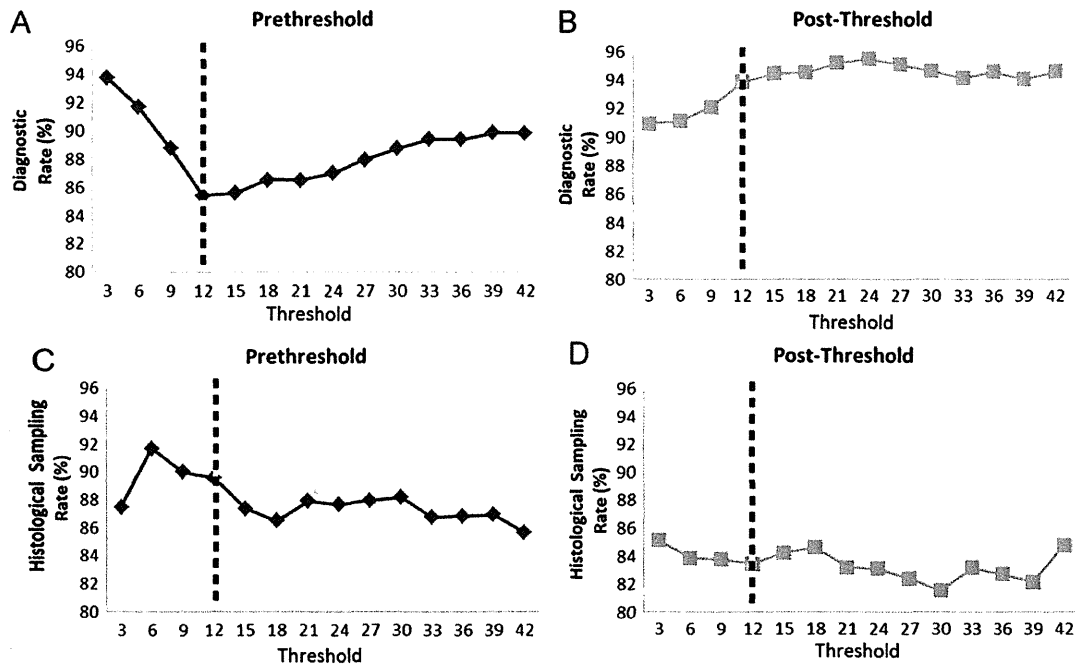 A
Prethreshold
96
94
92
90
88
86
84
82
80
Diagnostic
Rate (%)
3 6 9 12 15 18 21 24 27 30 33 36 39 42
Threshold
B
Post-Threshold
96
94
92
90
88
86
84
82
80
Diagnostic
Rate (%)
3 6 9 12 15 18 21 24 27 30 33 36 39 42
Threshold
C
Prethreshold
96
94
92
90
88
86
84
82
80
Histological Sampling
Rate (%)
3 6 9 12 15 18 21 24 27 30 33 36 39 42
Threshold
D
Post-Threshold
96
94
92
90
88
86
84
82
80
Histological Sampling
Rate (%)
3 6 9 12 15 18 21 24 27 30 33 36 39 42
Threshold